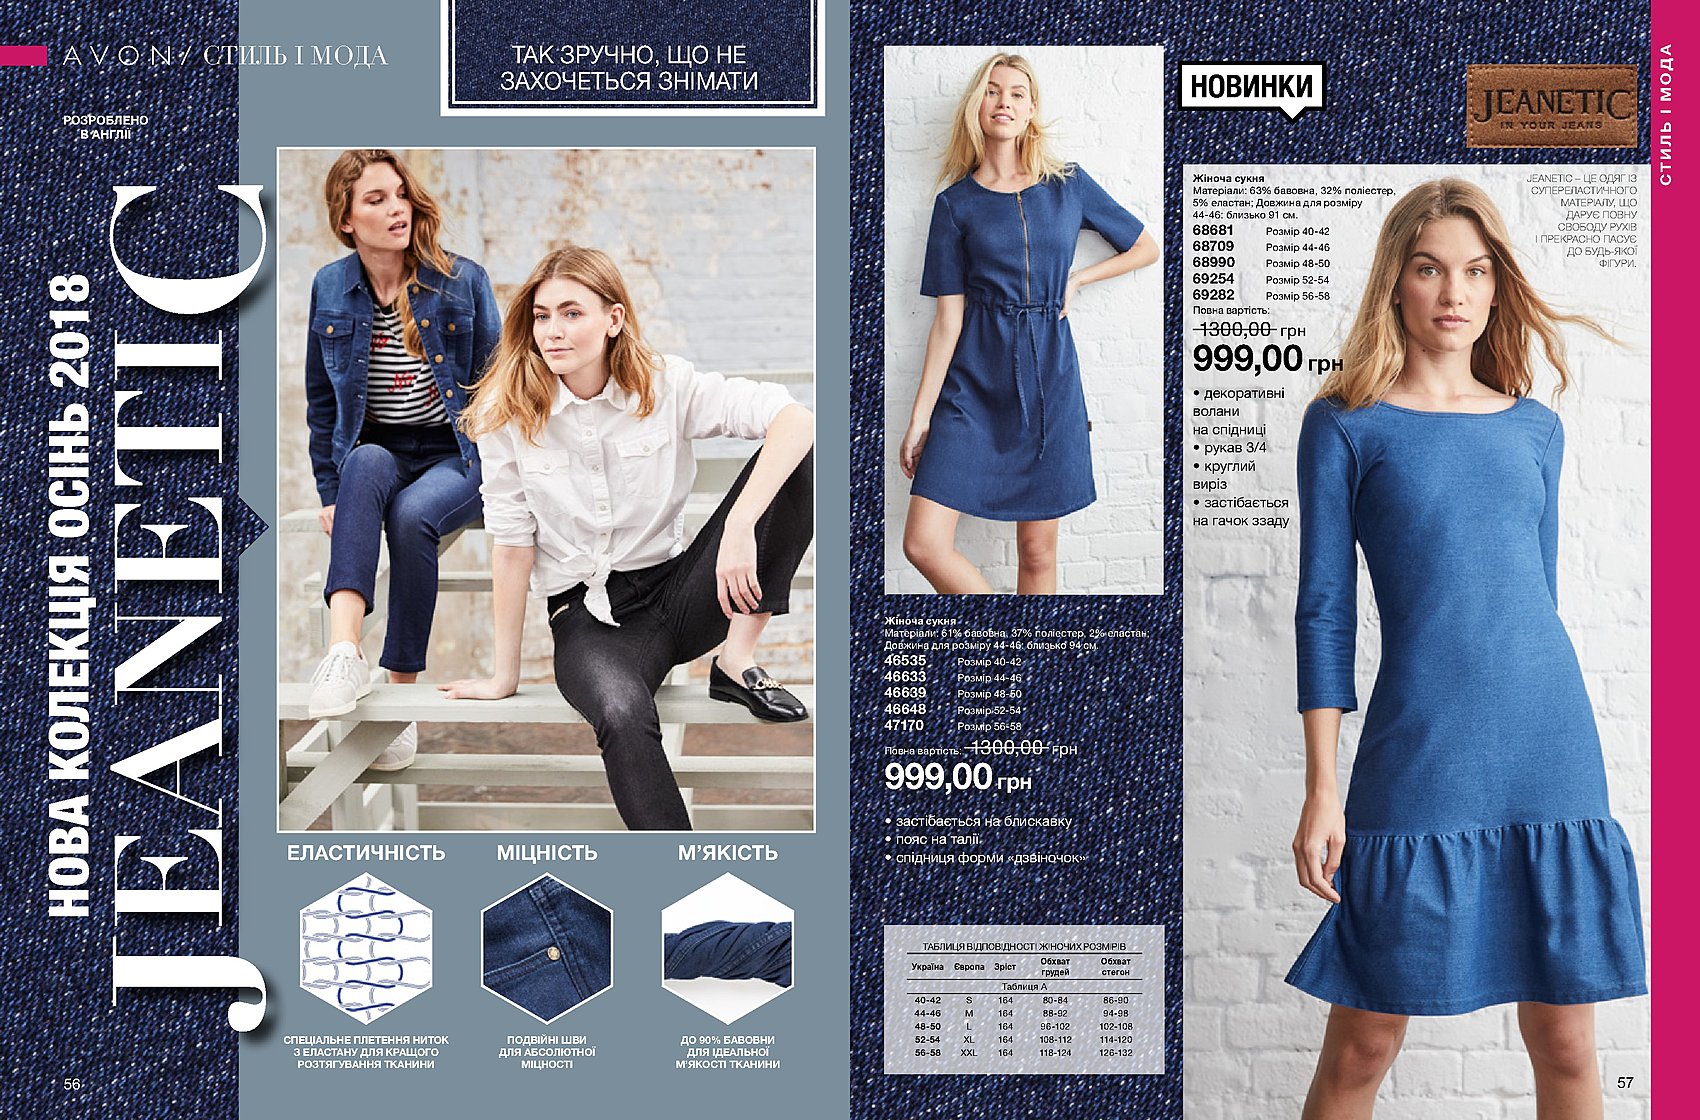 AVON / СТИЛЬ І МОДА
РОЗРОБЛЕНО
В АНГЛІЇ
ТАК ЗРУЧНО, ЩО НЕ
ЗАХОЧЕТЬСЯ ЗНІМАТИ
НОВА КОЛЕКЦІЯ ОСІНЬ 2018
JEANETIC
ЕЛАСТИЧНІСТЬ
СПЕЦІАЛЬНЕ ПЛЕТЕННЯ НИТОК
З ЕЛАСТАНУ ДЛЯ КРАЩОГО
РОЗТЯГУВАННЯ ТКАНИНИ
МІЦНІСТЬ
ПОДВІЙНІ ШВИ
ДЛЯ АБСОЛЮТНОЇ
МІЦНОСТІ
М'ЯКІСТЬ
ДО 90% БАВОВНИ
ДЛЯ ІДЕАЛЬНОЇ
М'ЯКОСТІ ТКАНИНИ
56
Жіноча сукня
Матеріали: 61% бавовна, 37% поліестер, 2% еластан;
Довжина для розміру 44-46: близько 94 см.
46535 Розмір 40-42
46633 Розмір 44-46
46639 Розмір 48-50
46648 Розмір 52-54
47170 Розмір 56-58
Повна вартість: 1300,00 грн
999,00 грн
• застібається на блискавку
• пояс на талії
• спідниця форми «дзвіночок»
ТАБЛИЦЯ ВІДПОВІДНОСТІ ЖІНОЧИХ РОЗМІРІВ
Україна Європа Зріст Обхват грудей Обхват стегон
Таблиця А
40-42 S 164 80-84 86-90
44-46 M 164 88-92 94-98
48-50 L 164 96-102 102-108
52-54 XL 164 108-112 114-120
56-58 XXL 164 118-124 126-132
НОВИНКИ
JEANETIC
IN YOUR JEANS
СТИЛЬ І МОДА
Жіноча сукня
Матеріали: 63% бавовна, 32% поліестер,
5% еластан; Довжина для розміру
44-46: близько 91 см.
68681 Розмір 40-42
68709 Розмір 44-46
68990 Розмір 48-50
69254 Розмір 52-54
69282 Розмір 56-58
Повна вартість:
1300,00 грн
999,00 грн
• декоративні
волани
на спідниці
• рукав 3/4
• круглий
виріз
• застібається
на гачок ззаду
JEANETIC – ЦЕ ОДЯГ ІЗ
СУПЕРЕЛАСТИЧНОГО
МАТЕРІАЛУ, ЩО
ДАРУЄ ПОВНУ
СВОБОДУ РУХІВ
І ПРЕКРАСНО ПАСУЄ
ДО БУДЬ-ЯКОЇ
ФІГУРИ.
57